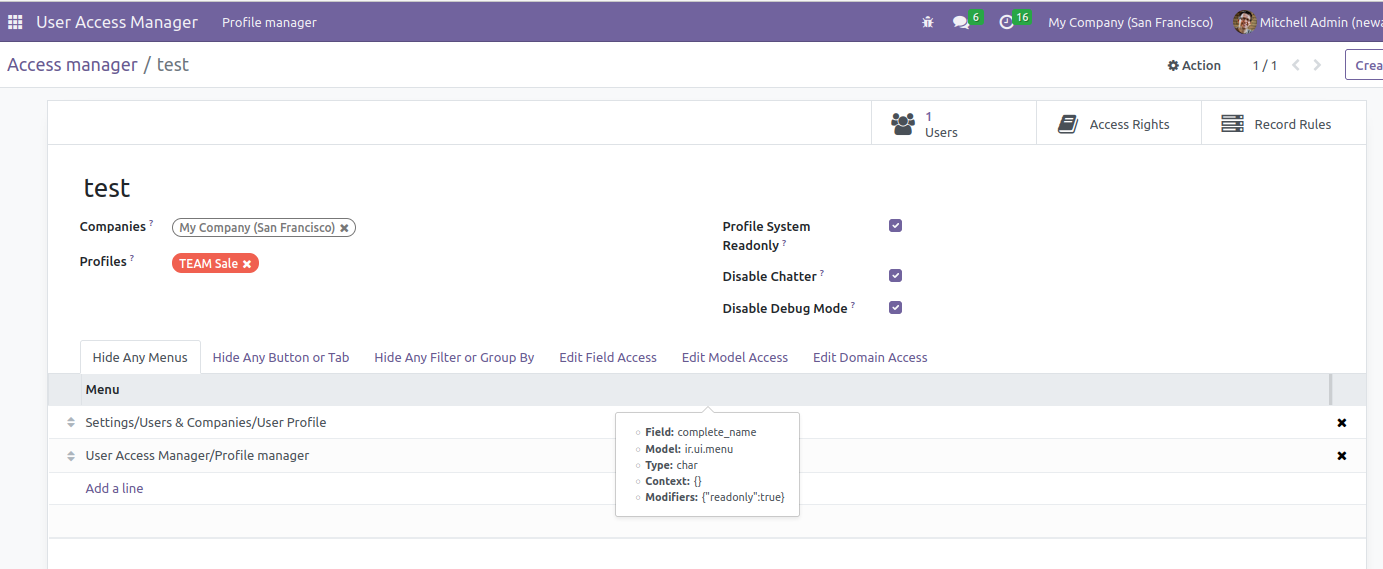 User Access Manager Profile manager 6 16 My Company (San Francisco) Mitchell Admin (newa
Access manager / test Action 1 / 1 Crea
1
Users Access Rights Record Rules
test
Companies ? My Company (San Francisco) ✖ Profile System
Readonly ?
Profiles ? TEAM Sale ✖
Disable Chatter ?
Disable Debug Mode ?
Hide Any Menus Hide Any Button or Tab Hide Any Filter or Group By Edit Field Access Edit Model Access Edit Domain Access
Menu
Settings/Users & Companies/User Profile
User Access Manager/Profile manager
Add a line
Field: complete_name
Model: ir.ui.menu
Type: char
Context: {}
Modifiers: {"readonly":true}